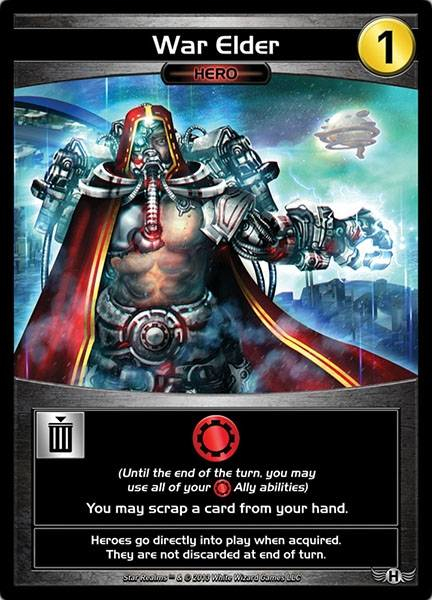 War Elder
1
HERO
(Until the end of the turn, you may
use all of your Ally abilities)
You may scrap a card from your hand.
Heroes go directly into play when acquired.
They are not discarded at end of turn.
Star Realms™ & © 2013 White Wizard Games LLC
H